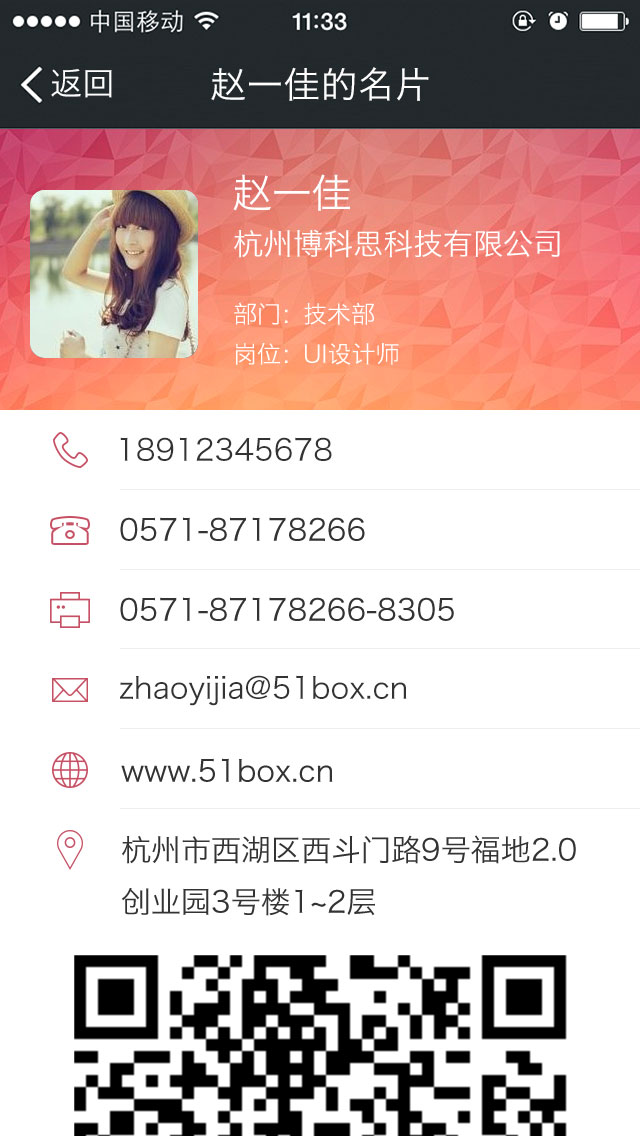 中国移动 11:33
返回 赵一佳的名片
赵一佳
杭州博科思科技有限公司
部门：技术部
岗位：UI设计师
18912345678
0571-87178266
0571-87178266-8305
zhaoyijia@51box.cn
www.51box.cn
杭州市西湖区西斗门路9号福地2.0
创业园3号楼1~2层